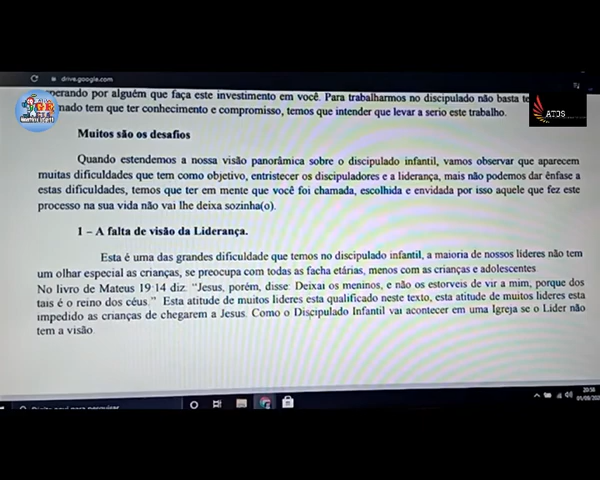 drive.google.com
perando por alguém que faça este investimento em você. Para trabalharmos no discipulado não basta te
nado tem que ter conhecimento e compromisso, temos que intender que levar a serio este trabalho.
ATOS
Muitos são os desafios
Quando estendemos a nossa visão panorâmica sobre o discipulado infantil, vamos observar que aparecem
muitas dificuldades que tem como objetivo, entristecer os discipuladores e a liderança, mais não podemos dar ênfase a
estas dificuldades, temos que ter em mente que você foi chamada, escolhida e envidada por isso aquele que fez este
processo na sua vida não vai lhe deixa sozinha(o).
1 – A falta de visão da Liderança.
Esta é uma das grandes dificuldade que temos no discipulado infantil, a maioria de nossos líderes não tem
um olhar especial as crianças, se preocupa com todas as facha etárias, menos com as crianças e adolescentes
No livro de Mateus 19:14 diz: “Jesus, porém, disse: Deixai os meninos, e não os estorveis de vir a mim, porque dos
tais é o reino dos céus.” Esta atitude de muitos lideres esta qualificado neste texto, esta atitude de muitos lideres esta
impedido as crianças de chegarem a Jesus. Como o Discipulado Infantil vai acontecer em uma Igreja se o Líder não
tem a visão
20:58